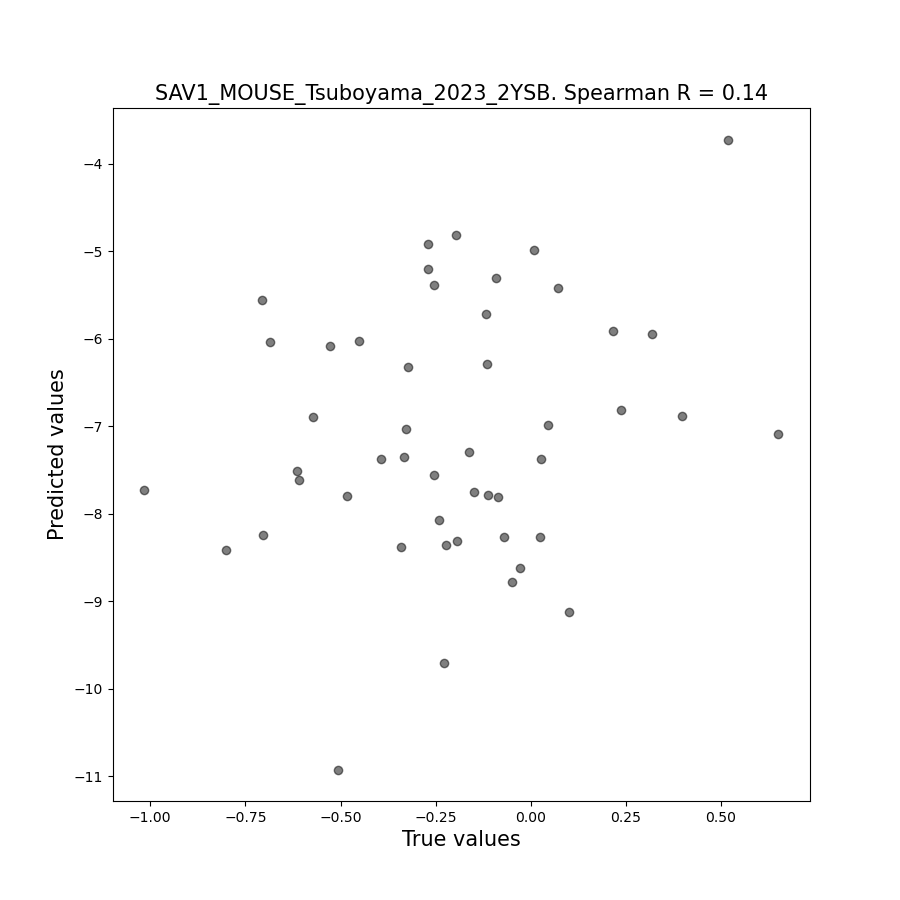 SAV1_MOUSE_Tsuboyama_2023_2YSB. Spearman R = 0.14
−4
−5
−6
−7
−8
−9
−10
−11
Predicted values
−1.00 −0.75 −0.50 −0.25 0.00 0.25 0.50
True values